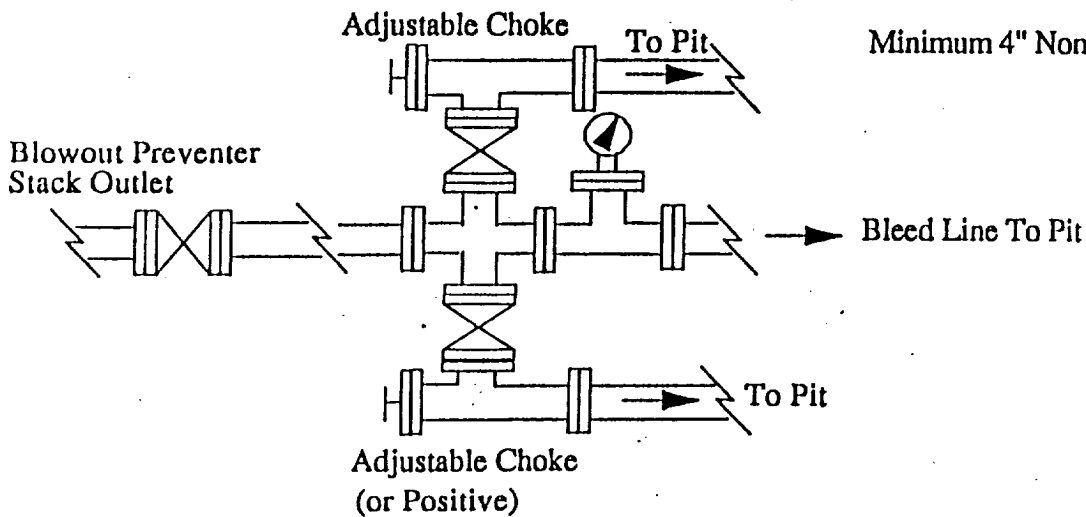 Adjustable Choke
To Pit
Minimum 4" Non
Blowout Preventer
Stack Outlet
Bleed Line To Pit
To Pit
Adjustable Choke
(or Positive)